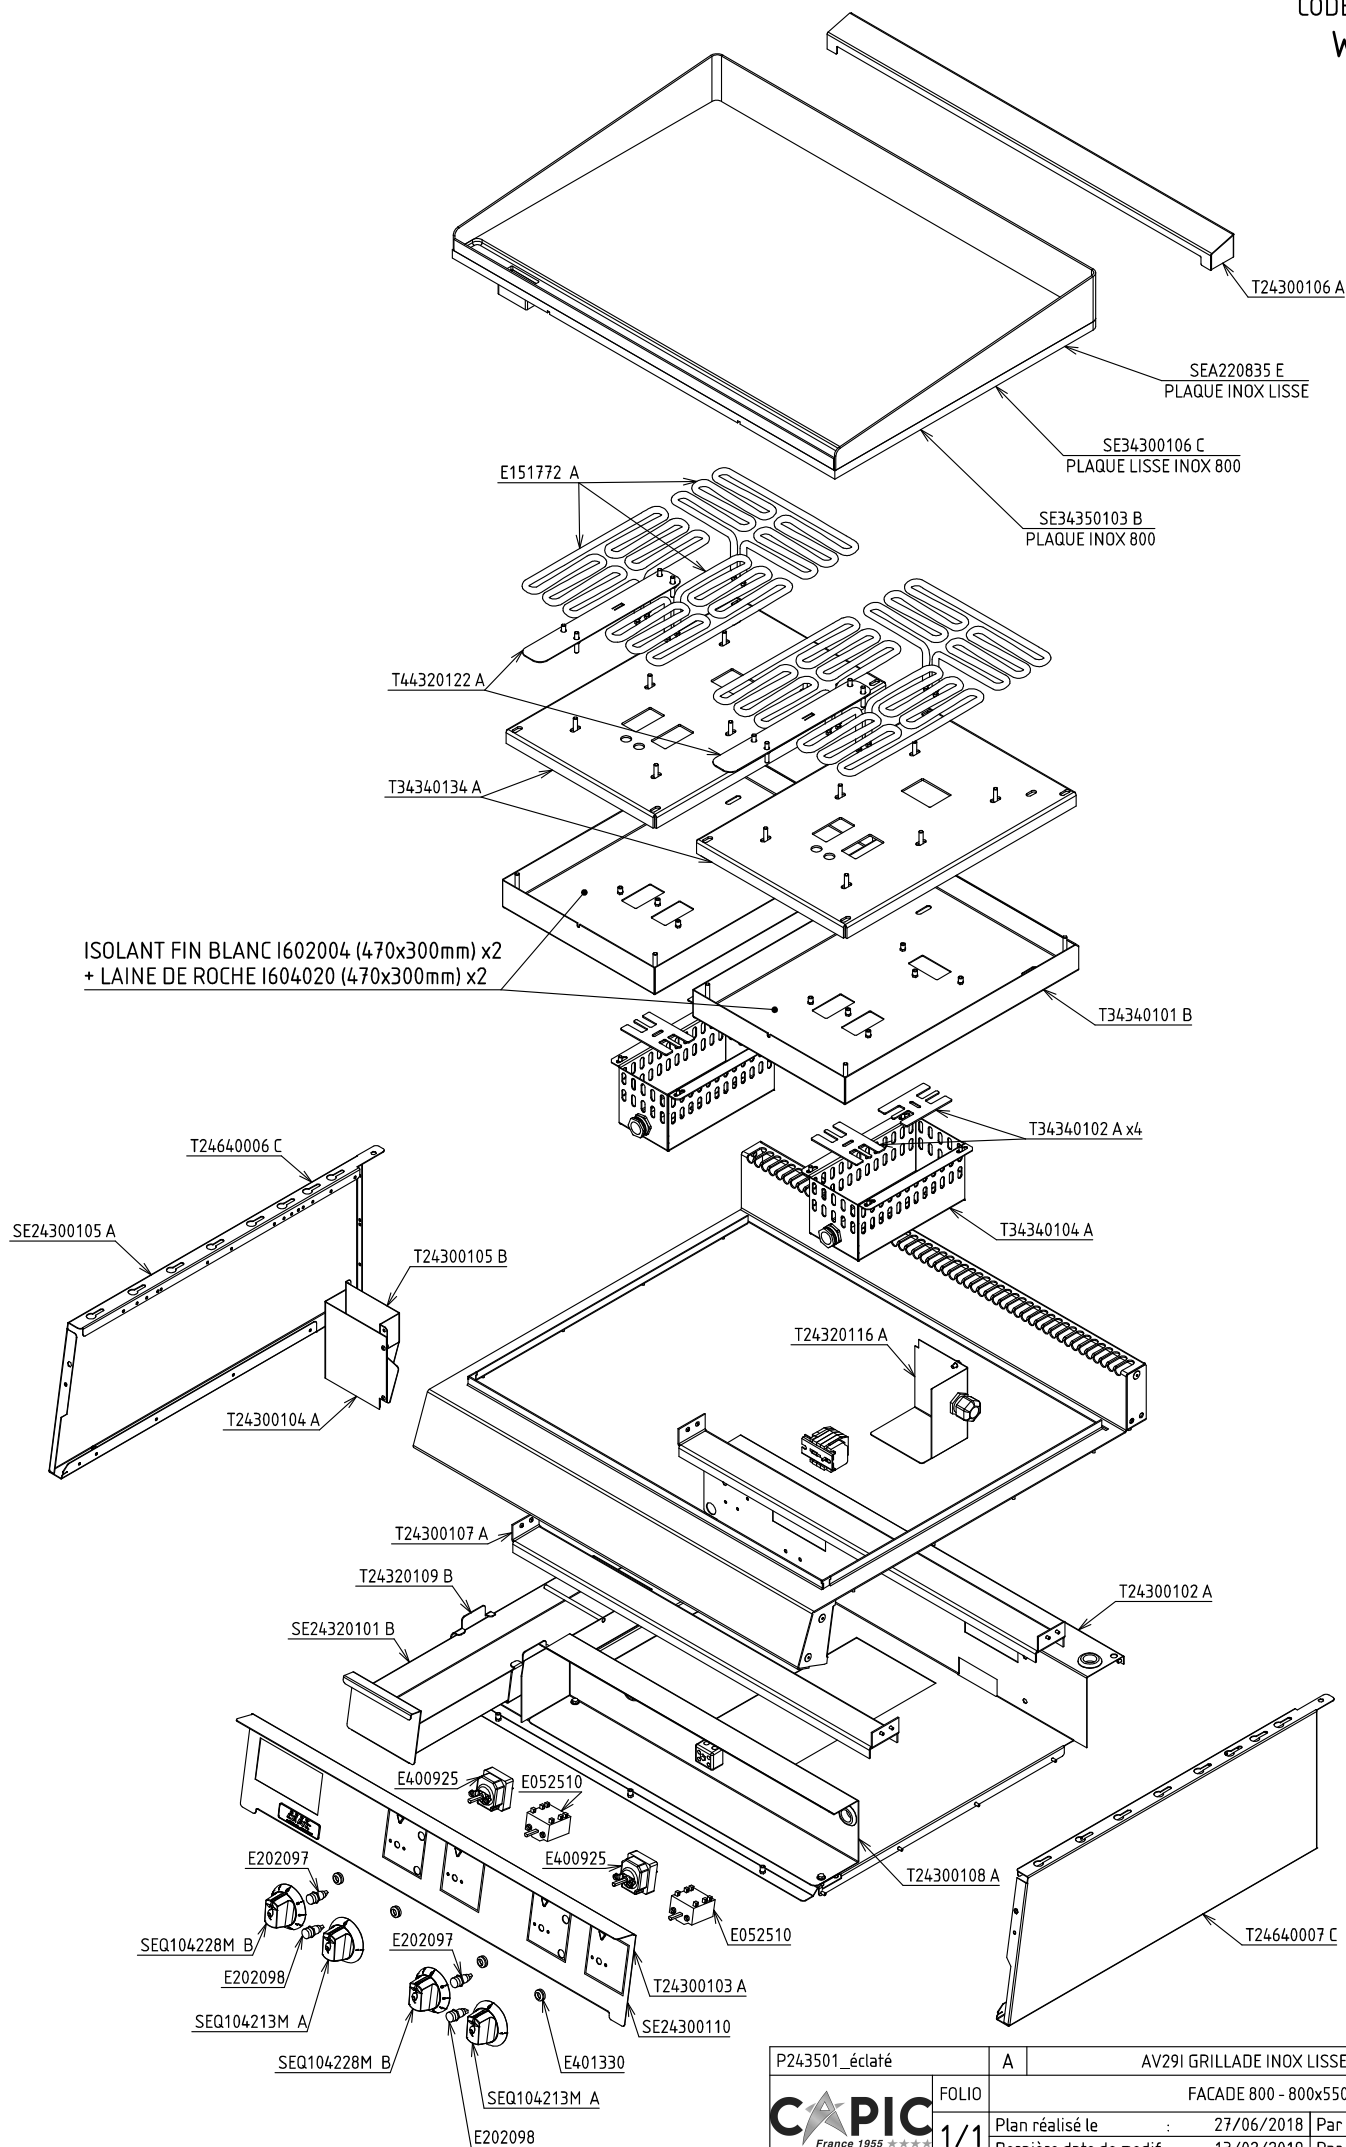 T24300106 A
SEA220835 E
PLAQUE INOX LISSE
SE34300106 C
PLAQUE LISSE INOX 800
E151772 A
SE34350103 B
PLAQUE INOX 800
T44320122 A
T34340134 A
ISOLANT FIN BLANC I602004 (470x300mm) x2
+ LAINE DE ROCHE I604020 (470x300mm) x2
T34340101 B
T34340102 A x4
T24640006 C
SE24300105 A
T34340104 A
T24300105 B
T24320116 A
T24300104 A
T24300107 A
T24320109 B
T24300102 A
SE24320101 B
E400925
E052510
E400925
E202097
T24300108 A
E052510
SEQ104228M B
E202097
T24640007 C
E202098
T24300103 A
SEQ104213M A
SE24300110
SEQ104228M B
E401330
SEQ104213M A
E202098
P243501_éclaté
A
AV29I GRILLADE INOX LISSE
CAPIC
France 1955
FOLIO
1/1
FACADE 800 - 800x550
Plan réalisé le : 27/06/2018 Par